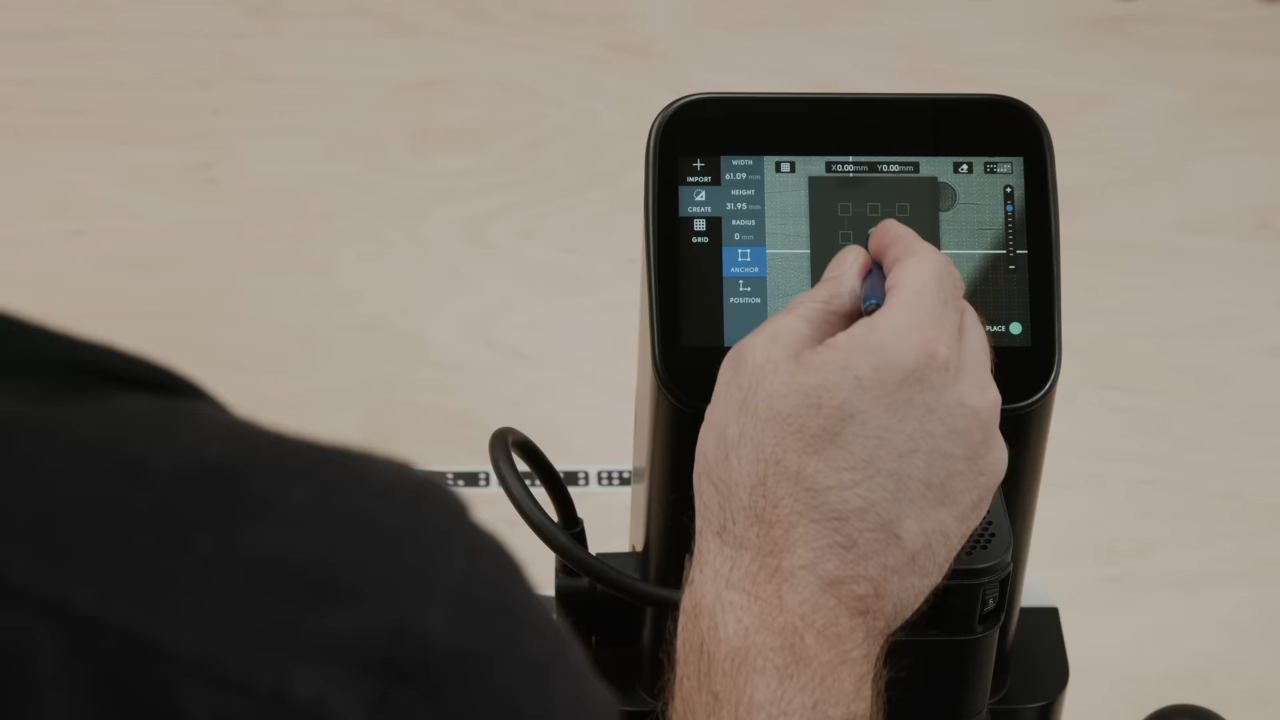 IMPORT
CREATE
GRID
WIDTH
61.09 mm
HEIGHT
31.95 mm
RADIUS
0 mm
ANCHOR
POSITION
X0.00mm Y0.00mm
PLACE